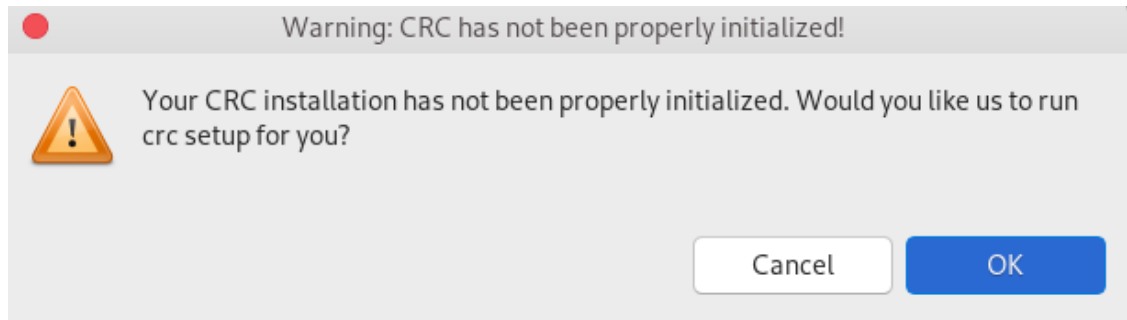 Warning: CRC has not been properly initialized!
Your CRC installation has not been properly initialized. Would you like us to run
crc setup for you?
Cancel
OK